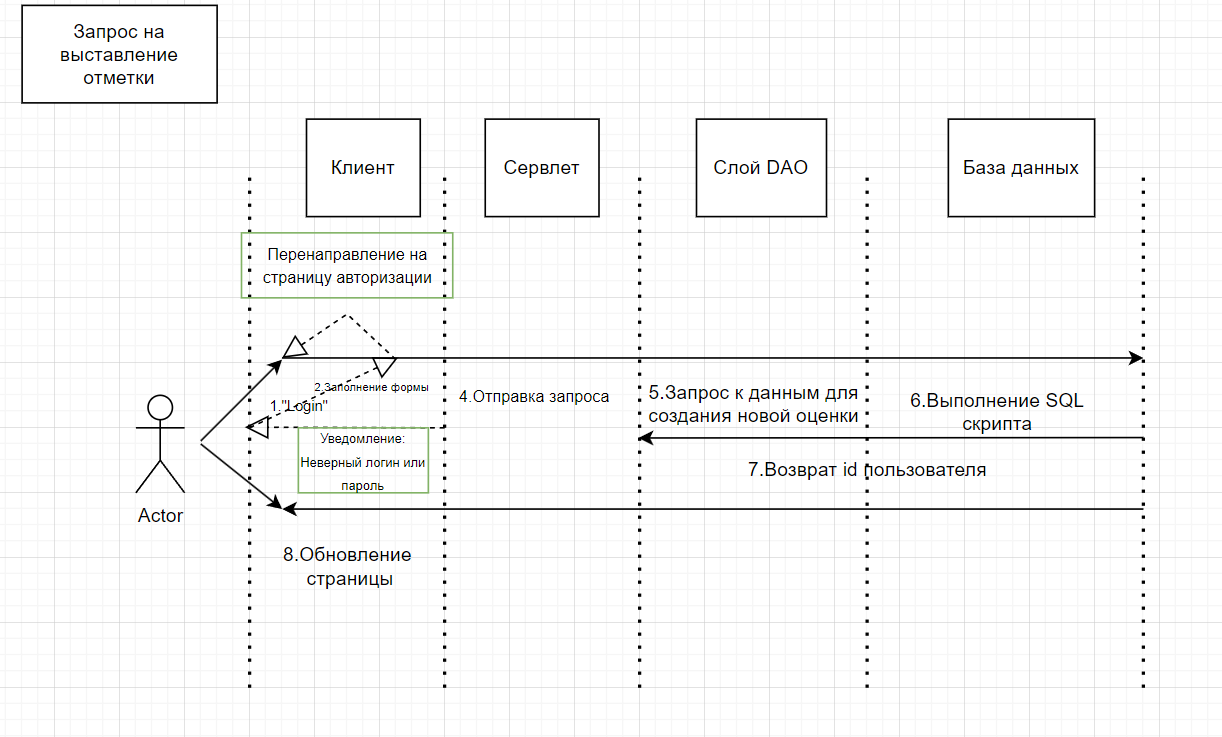 Запрос на
выставление
отметки
Клиент
Сервлет
Слой DAO
База данных
Перенаправление на
страницу авторизации
2.Заполнение формы
1."Login"
4.Отправка запроса
5.Запрос к данным для
создания новой оценки
6.Выполнение SQL
скрипта
Уведомление:
Неверный логин или
пароль
7.Возврат id пользователя
Actor
8.Обновление
страницы